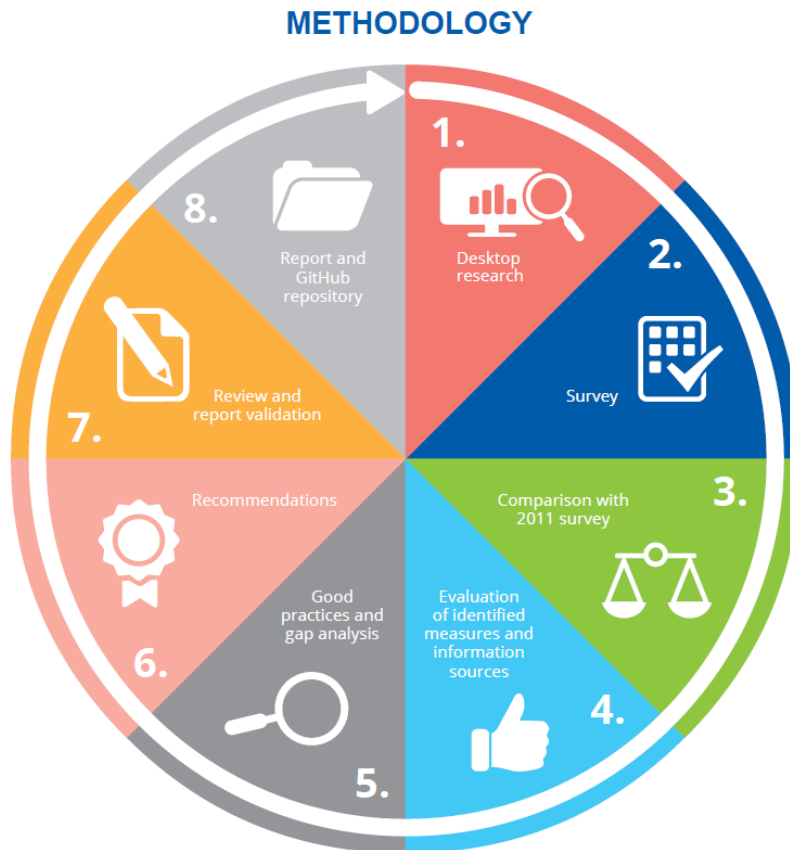 METHODOLOGY
1.
Desktop
research
2.
Survey
3.
Comparison with
2011 survey
4.
Evaluation
of identified
measures and
information
sources
5.
Good
practices and
gap analysis
6.
Recommendations
7.
Review and
report validation
8.
Report and
GitHub
repository